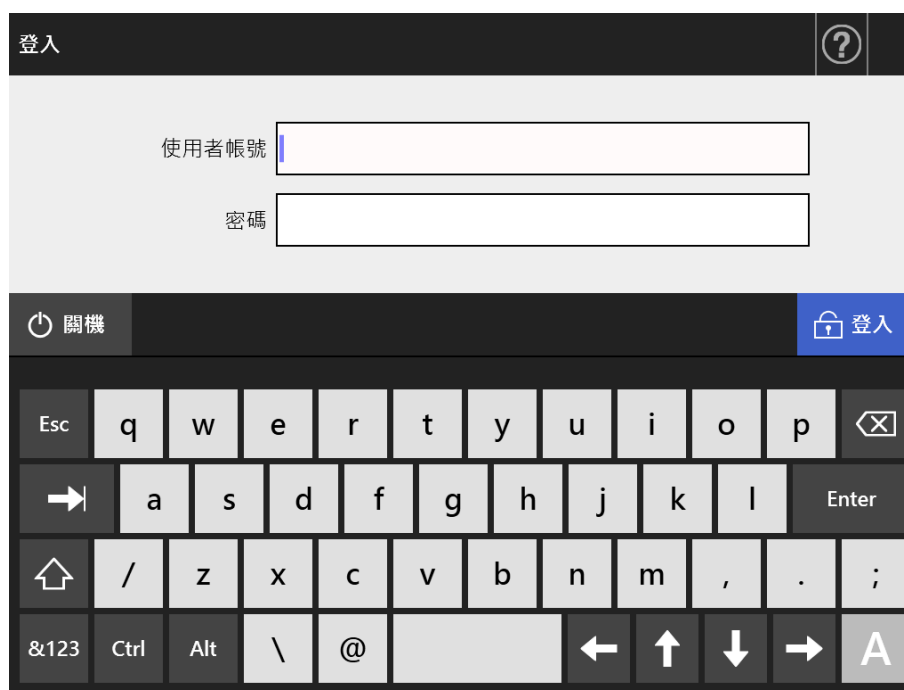 登入
?
使用者帳號
密碼
關機
登入
Esc q w e r t y u i o p
a s d f g h j k l Enter
/ z x c v b n m , . ;
&123 Ctrl Alt \ @ A